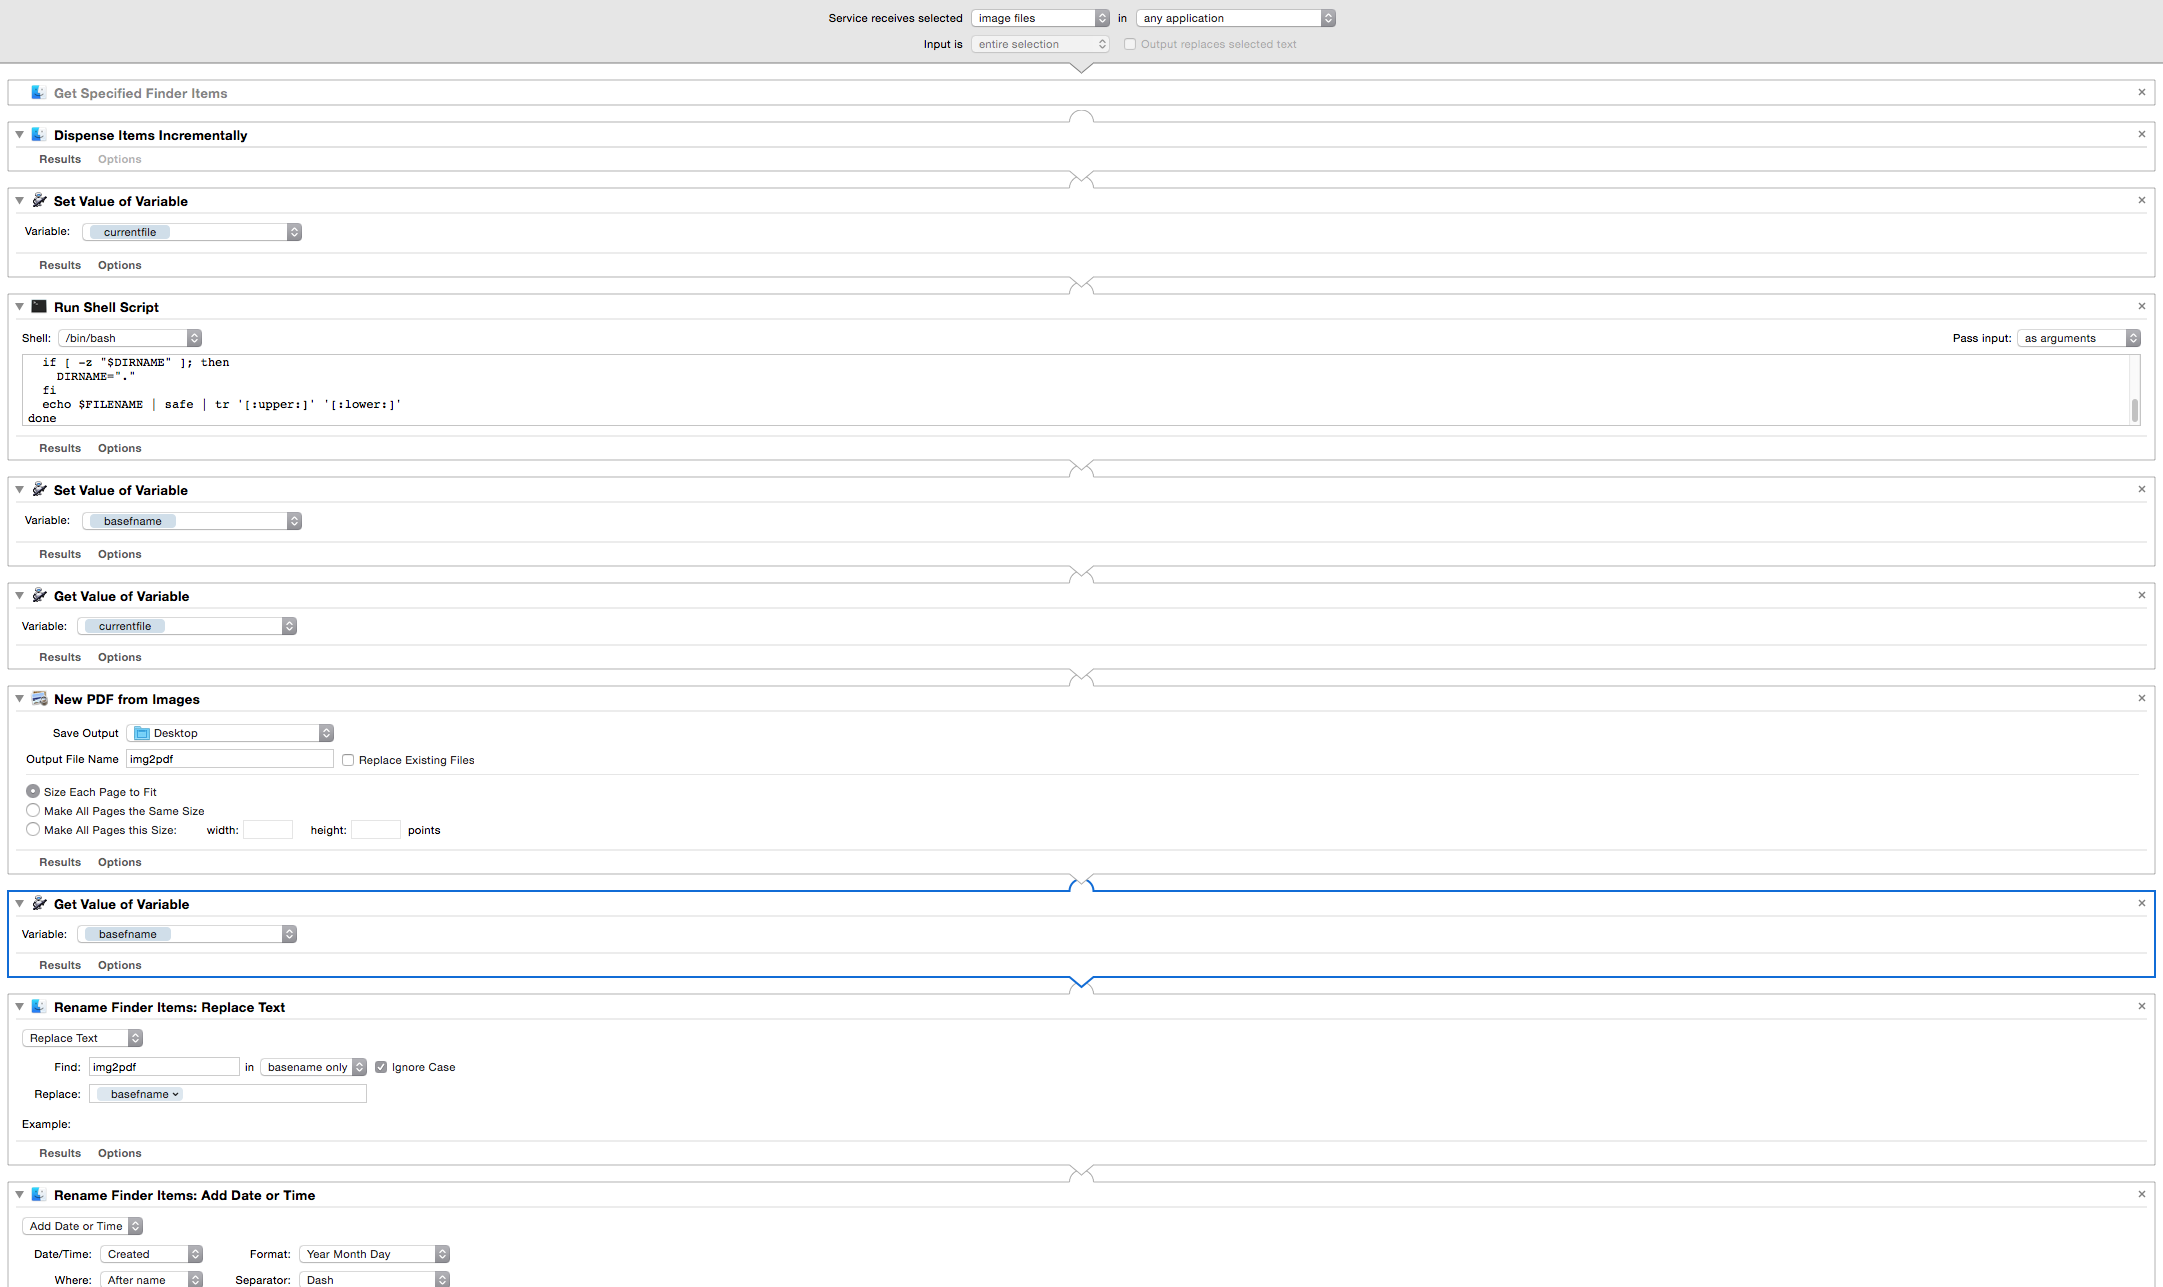 Service receives selected image files in any application
Input is entire selection Output replaces selected text
Get Specified Finder Items
Dispense Items Incrementally
Results Options
Set Value of Variable
Variable: currentfile
Results Options
Run Shell Script
Shell: /bin/bash Pass input: as arguments
if [ -z "$DIRNAME" ]; then
DIRNAME="."
fi
echo $FILENAME | safe | tr '[:upper:]' '[:lower:]'
done
Results Options
Set Value of Variable
Variable: basefname
Results Options
Get Value of Variable
Variable: currentfile
Results Options
New PDF from Images
Save Output Desktop
Output File Name img2pdf Replace Existing Files
Size Each Page to Fit
Make All Pages the Same Size
Make All Pages this Size: width: height: points
Results Options
Get Value of Variable
Variable: basefname
Results Options
Rename Finder Items: Replace Text
Replace Text
Find: img2pdf in basename only Ignore Case
Replace: basefname
Example:
Results Options
Rename Finder Items: Add Date or Time
Add Date or Time
Date/Time: Created Format: Year Month Day
Where: After name Separator: Dash